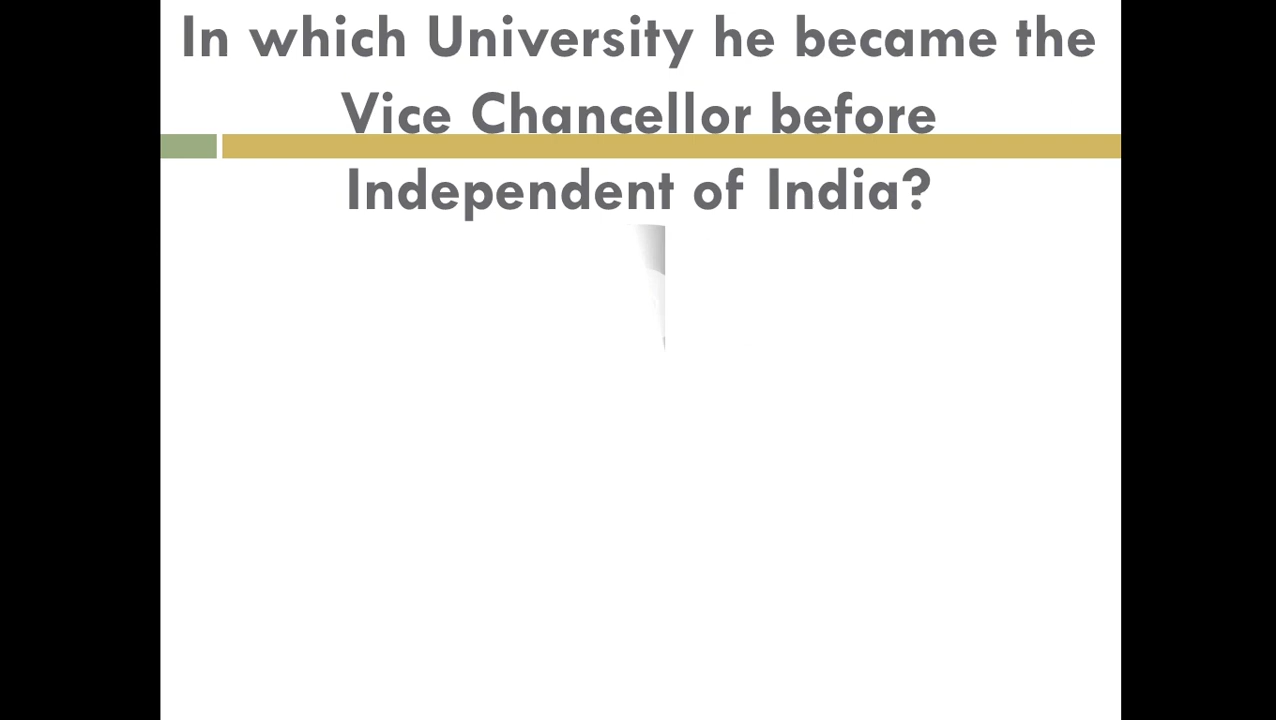 In which University he became the
Vice Chancellor before
Independent of India?